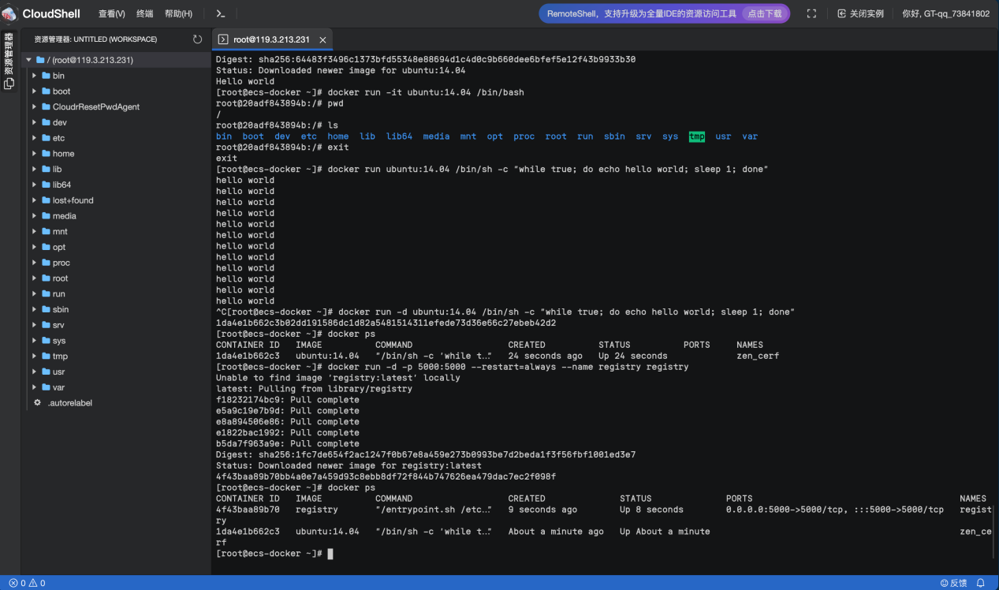 CloudShell 查看(V) 终端 帮助(H) RemoteShell，支持升级为全量IDE的资源访问工具 点击下载 关闭实例 你好, GT-qq_73841802
资源管理器
资源管理器: UNTITLED (WORKSPACE)
/ (root@119.3.213.231)
bin
boot
CloudrResetPwdAgent
dev
etc
home
lib
lib64
lost+found
media
mnt
opt
proc
root
run
sbin
srv
sys
tmp
usr
var
.autorelabel
root@119.3.213.231
Digest: sha256:64483f3496c1373bfd55348e88694d1c4d0c9b660dee6bfef5e12f43b9933b30
Status: Downloaded newer image for ubuntu:14.04
Hello world
[root@ecs-docker ~]# docker run -it ubuntu:14.04 /bin/bash
root@20adf843894b:/# pwd
/
root@20adf843894b:/# ls
bin boot dev etc home lib lib64 media mnt opt proc root run sbin srv sys tmp usr var
root@20adf843894b:/# exit
exit
[root@ecs-docker ~]# docker run ubuntu:14.04 /bin/sh -c "while true; do echo hello world; sleep 1; done"
hello world
hello world
hello world
hello world
hello world
hello world
hello world
hello world
hello world
hello world
hello world
hello world
^C[root@ecs-docker ~]# docker run -d ubuntu:14.04 /bin/sh -c "while true; do echo hello world; sleep 1; done"
1da4e1b662c3b02dd191586dc1d82a5481514311efede73d36e66c27ebeb42d2
[root@ecs-docker ~]# docker ps
CONTAINER ID IMAGE COMMAND CREATED STATUS PORTS NAMES
1da4e1b662c3 ubuntu:14.04 "/bin/sh -c 'while t…" 24 seconds ago Up 24 seconds zen_cerf
[root@ecs-docker ~]# docker run -d -p 5000:5000 --restart=always --name registry registry
Unable to find image 'registry:latest' locally
latest: Pulling from library/registry
f18232174bc9: Pull complete
e5a9c19e7b9d: Pull complete
e8a894506e86: Pull complete
e1822bac1992: Pull complete
b5da7f963a9e: Pull complete
Digest: sha256:1fc7de654f2ac1247f0b67e8a459e273b0993be7d2beda1f3f56fbf1001ed3e7
Status: Downloaded newer image for registry:latest
4f43baa89b70bb4a0e7a459d93c8ebb8df72f844b747626ea479dac7ec2f098f
[root@ecs-docker ~]# docker ps
CONTAINER ID IMAGE COMMAND CREATED STATUS PORTS NAMES
4f43baa89b70 registry "/entrypoint.sh /etc…" 9 seconds ago Up 8 seconds 0.0.0.0:5000->5000/tcp, :::5000->5000/tcp regist
ry
1da4e1b662c3 ubuntu:14.04 "/bin/sh -c 'while t…" About a minute ago Up About a minute zen_ce
rf
[root@ecs-docker ~]#
0 0 反馈